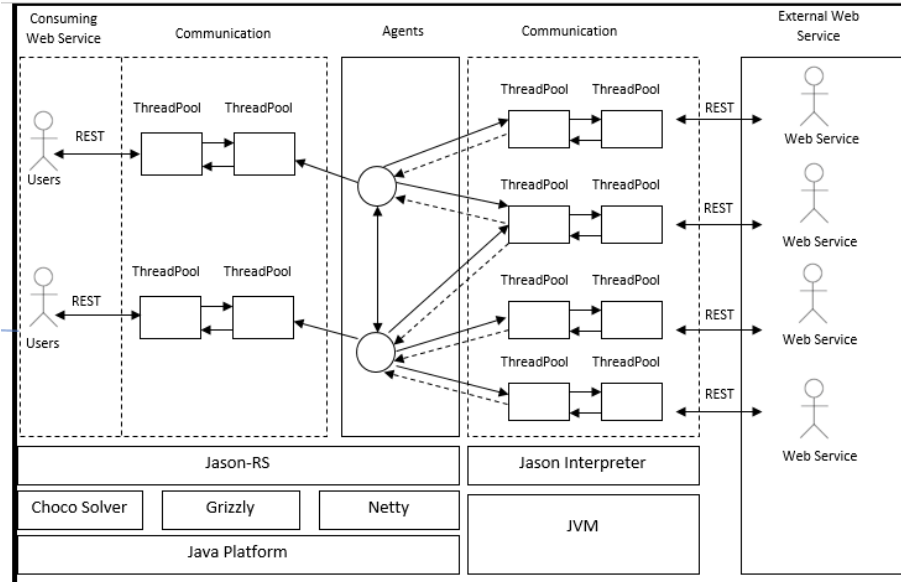 Consuming
Web Service
Communication
Agents
Communication
External Web
Service
ThreadPool
ThreadPool
REST
Users
ThreadPool
ThreadPool
REST
Users
ThreadPool
ThreadPool
REST
Web Service
ThreadPool
ThreadPool
REST
Web Service
ThreadPool
ThreadPool
REST
Web Service
ThreadPool
ThreadPool
REST
Web Service
Jason-RS
Jason Interpreter
Choco Solver
Grizzly
Netty
JVM
Java Platform